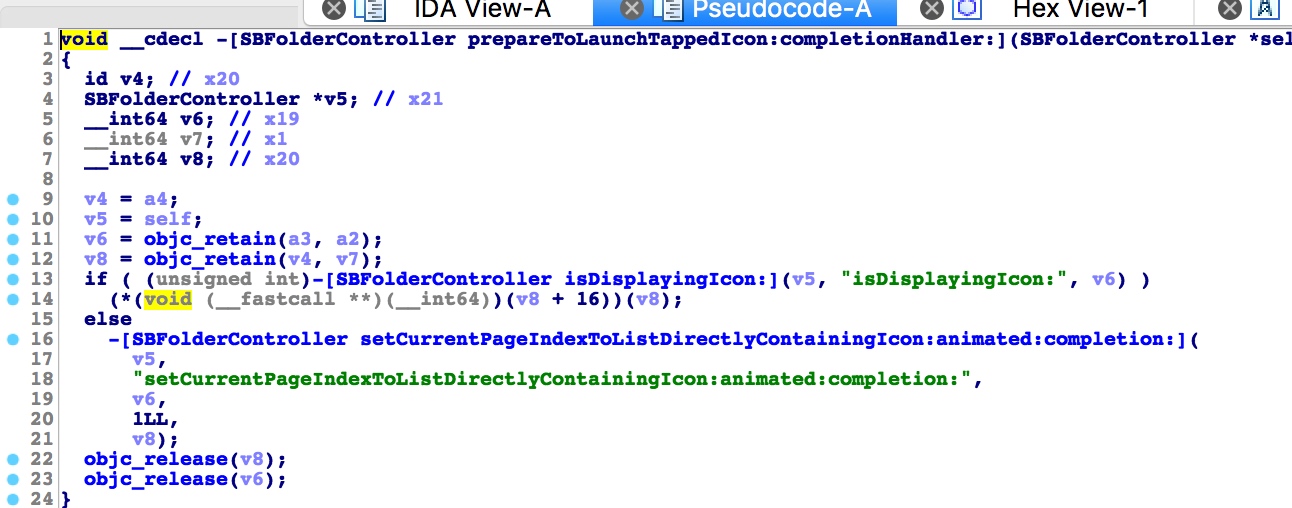 IDA View-A Pseudocode-A Hex View-1 A
1 void __cdecl -[SBFolderController prepareToLaunchTappedIcon:completionHandler:](SBFolderController *sel
2 {
3   id v4; // x20
4   SBFolderController *v5; // x21
5   __int64 v6; // x19
6   __int64 v7; // x1
7   __int64 v8; // x20
8
9   v4 = a4;
10   v5 = self;
11   v6 = objc_retain(a3, a2);
12   v8 = objc_retain(v4, v7);
13   if ( (unsigned int)-[SBFolderController isDisplayingIcon:](v5, "isDisplayingIcon:", v6) )
14     (*(void (__fastcall **)(__int64))(v8 + 16))(v8);
15   else
16     -[SBFolderController setCurrentPageIndexToListDirectlyContainingIcon:animated:completion:](
17       v5,
18       "setCurrentPageIndexToListDirectlyContainingIcon:animated:completion:",
19       v6,
20       1LL,
21       v8);
22   objc_release(v8);
23   objc_release(v6);
24 }